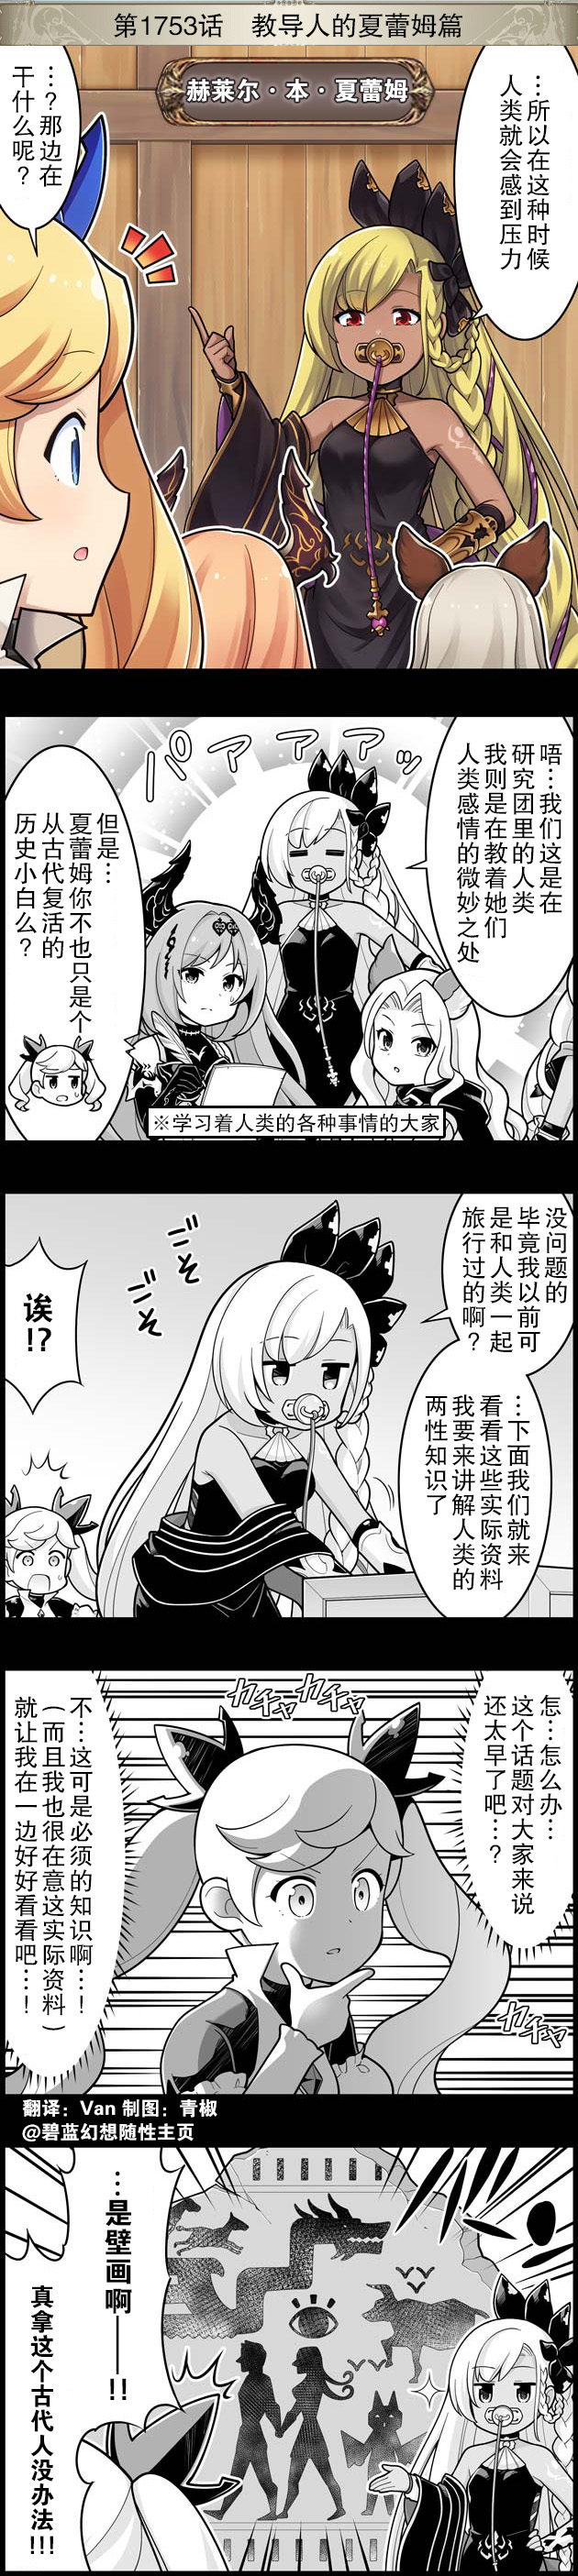 第1753话　教导人的夏蕾姆篇
赫莱尔·本·夏蕾姆
…所以在这种时候
人类就会感到压力
…?那边在
干什么呢?
パアアアッ
唔…我们这是在
研究团里的人类
我则是在教着她们
人类感情的微妙之处
但是…
夏蕾姆你不也只是个
从古代复活的
历史小白么?
※学习着人类的各种事情的大家
没问题的
毕竟我以前可
是和人类一起
旅行过的啊?
…下面我们就来
看看这些实际资料
我要来讲解人类的
两性知识了
ごそ
ごそ
诶!?
怎…怎么办…
这个话题对大家来说
还太早了吧…?
ガチャ
ガチャ
ガチャ
不…这可是必须的知识啊…!
(而且我也很在意这实际资料)
就让我在一边好好看看吧…!
翻译：Van 制图：青椒
@碧蓝幻想随性主页
…是壁画啊——!!
真拿这个古代人没办法!!!